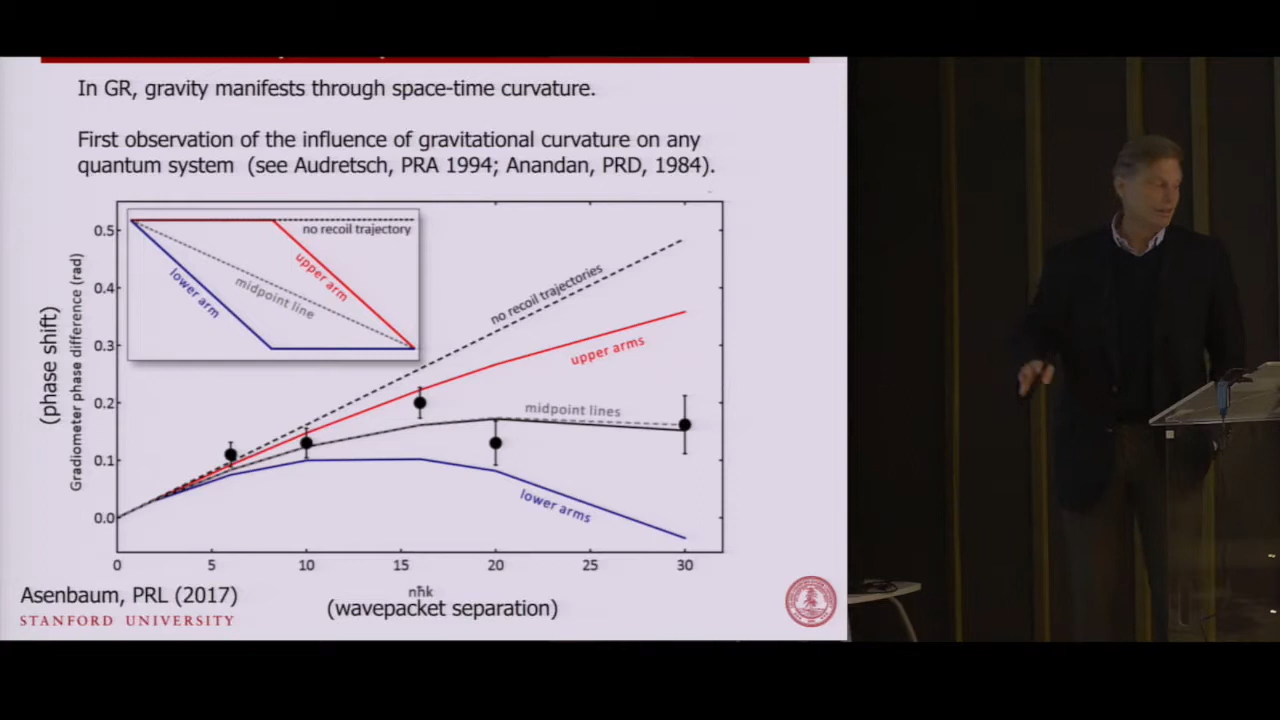 In GR, gravity manifests through space-time curvature.
First observation of the influence of gravitational curvature on any
quantum system (see Audretsch, PRA 1994; Anandan, PRD, 1984).
(phase shift)
Gradiometer phase difference (rad)
0.5
0.4
0.3
0.2
0.1
0.0
no recoil trajectory
upper arm
midpoint line
lower arm
no recoil trajectories
upper arms
midpoint lines
lower arms
0 5 10 15 20 25 30
nħk
(wavepacket separation)
Asenbaum, PRL (2017)
STANFORD UNIVERSITY